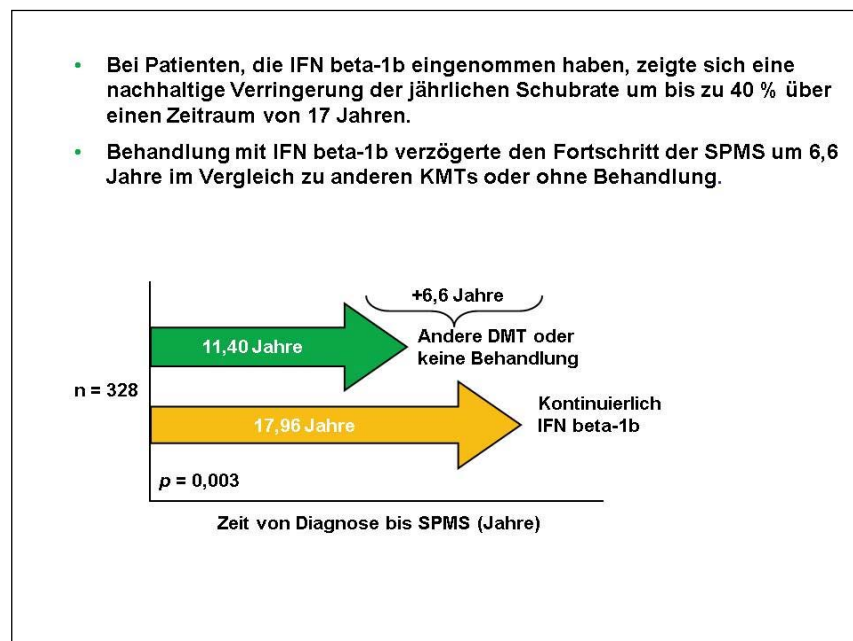 • Bei Patienten, die IFN beta-1b eingenommen haben, zeigte sich eine
nachhaltige Verringerung der jährlichen Schubrate um bis zu 40 % über
einen Zeitraum von 17 Jahren.
• Behandlung mit IFN beta-1b verzögerte den Fortschritt der SPMS um 6,6
Jahre im Vergleich zu anderen KMTs oder ohne Behandlung.
+6,6 Jahre
11,40 Jahre
Andere DMT oder
keine Behandlung
n = 328
17,96 Jahre
Kontinuierlich
IFN beta-1b
p = 0,003
Zeit von Diagnose bis SPMS (Jahre)